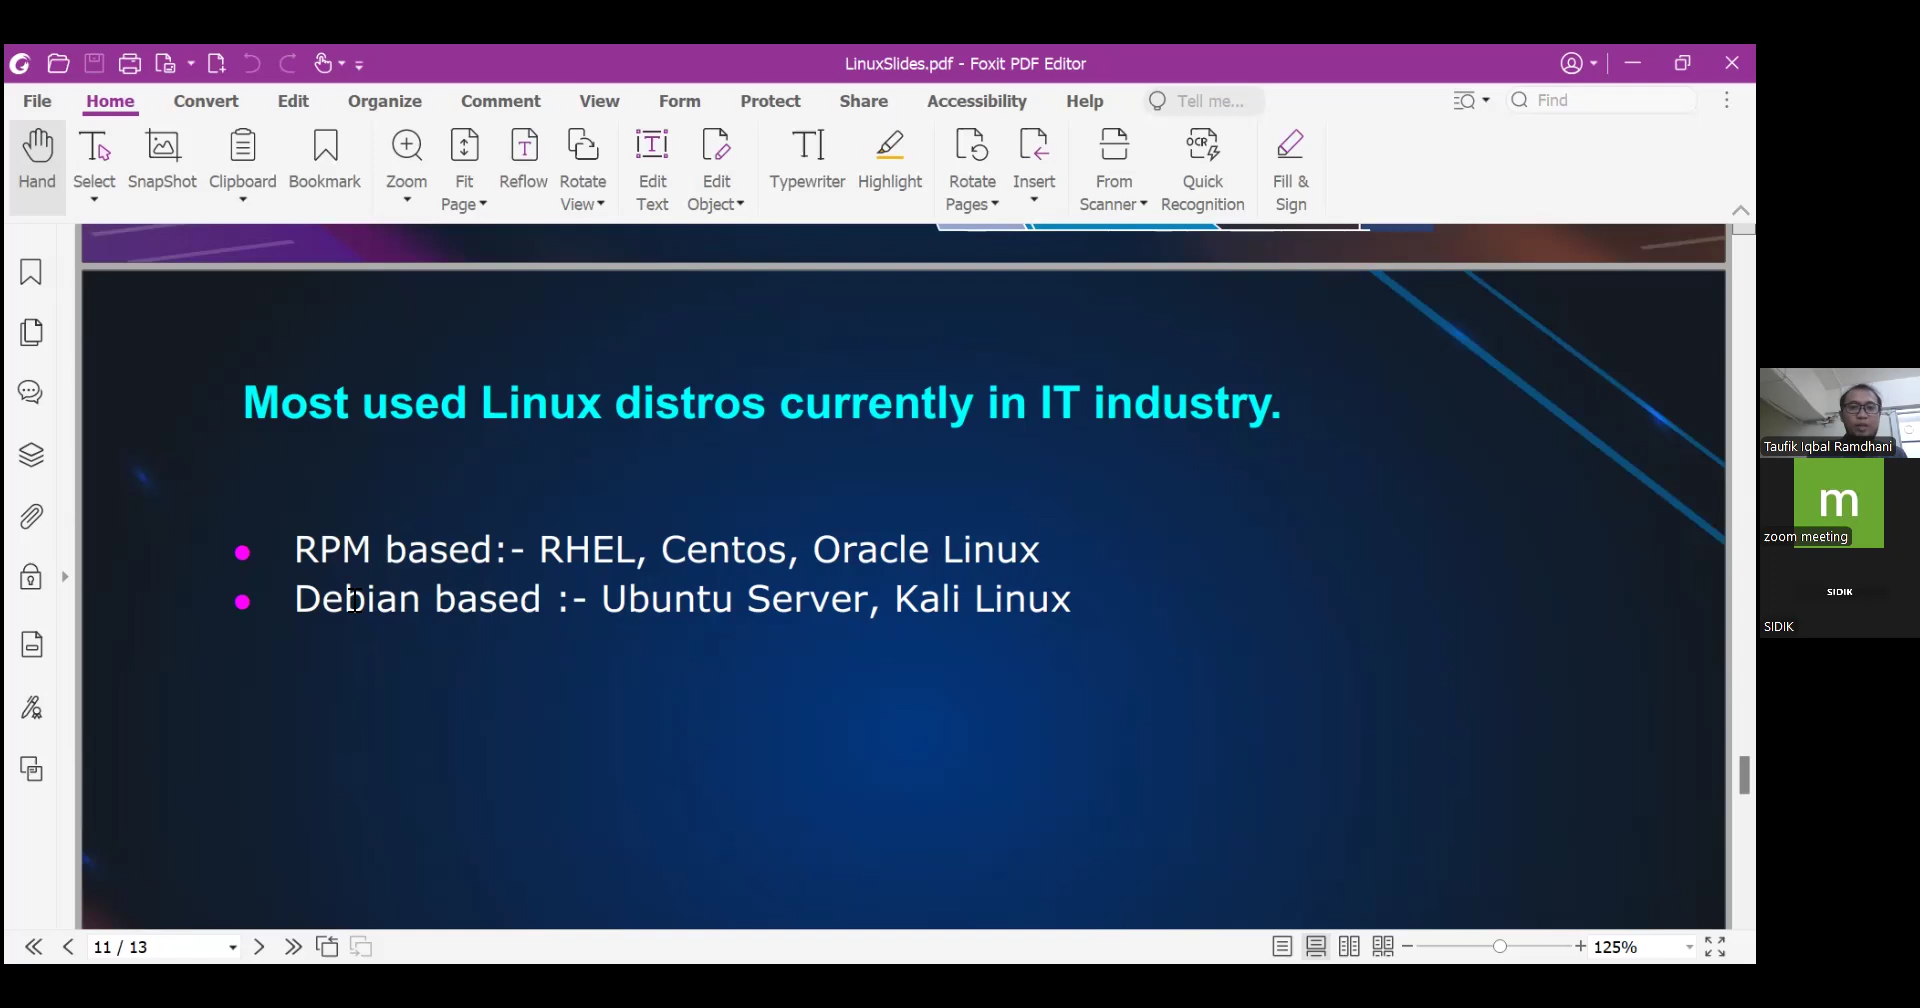 LinuxSlides.pdf - Foxit PDF Editor
File Home Convert Edit Organize Comment View Form Protect Share Accessibility Help Tell me... Find
Hand Select SnapShot Clipboard Bookmark Zoom Fit Page Reflow Rotate View Edit Text Edit Object Typewriter Highlight Rotate Pages Insert From Scanner OCR Quick Recognition Fill & Sign
Most used Linux distros currently in IT industry.
• RPM based:- RHEL, Centos, Oracle Linux
• Debian based :- Ubuntu Server, Kali Linux
Taufik Iqbal Ramdhani
m
zoom meeting
SIDIK
SIDIK
11 / 13
125%